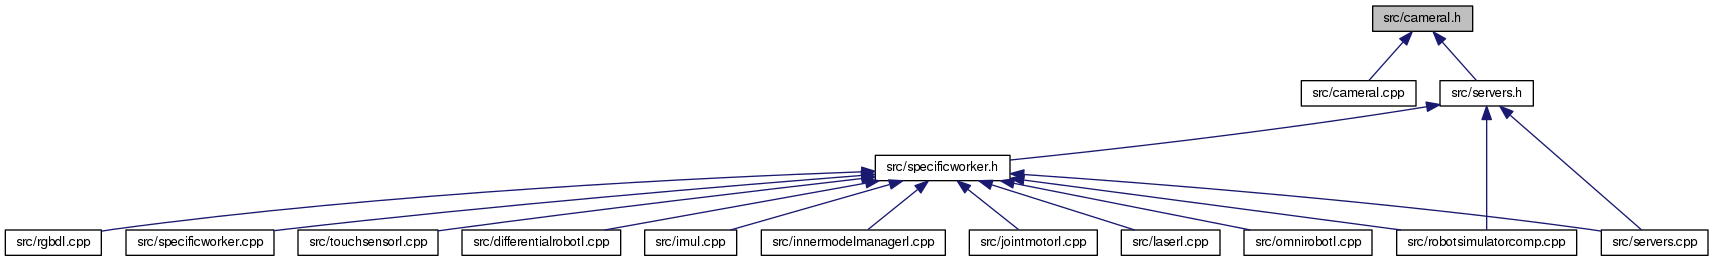 src/cameraI.h
src/cameraI.cpp
src/servers.h
src/specificworker.h
src/rgbdI.cpp
src/specificworker.cpp
src/touchsensorI.cpp
src/differentialrobotI.cpp
src/imuI.cpp
src/innermodelmanagerI.cpp
src/jointmotorI.cpp
src/laserI.cpp
src/omnirobotI.cpp
src/robotsimulatorcomp.cpp
src/servers.cpp